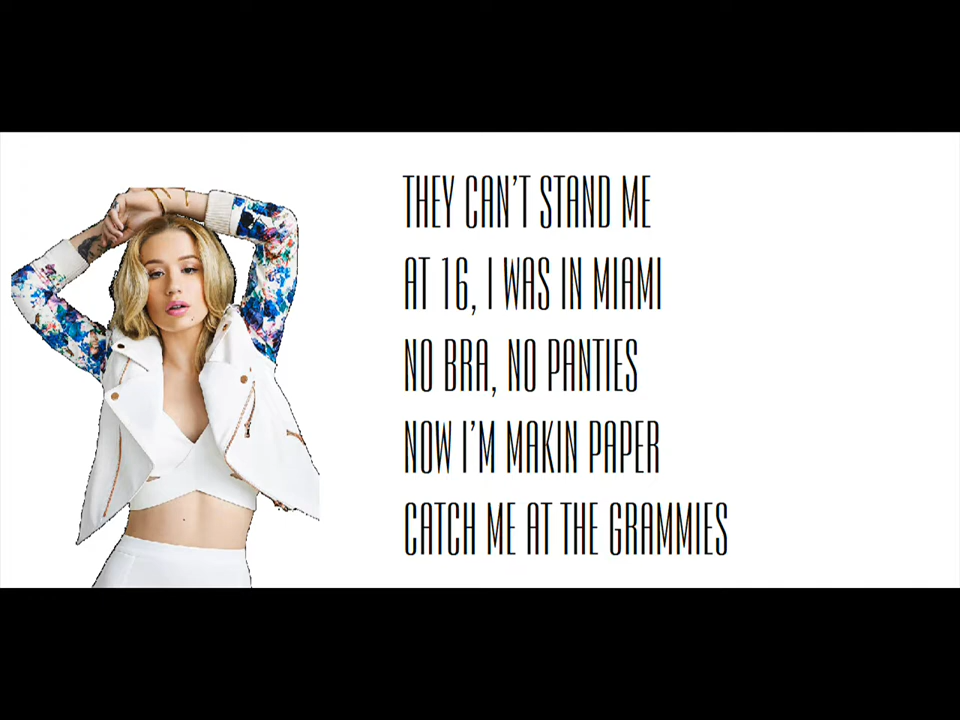 THEY CAN'T STAND ME
AT 16, I WAS IN MIAMI
NO BRA, NO PANTIES
NOW I'M MAKIN PAPER
CATCH ME AT THE GRAMMIES